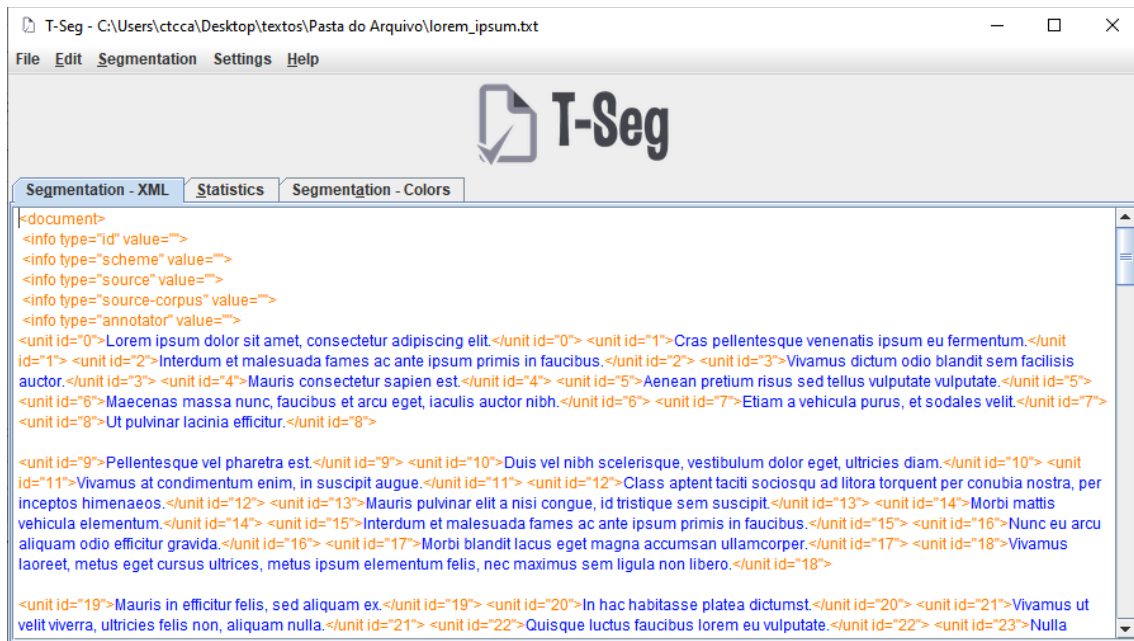 T-Seg - C:\Users\ctcca\Desktop\textos\Pasta do Arquivo\lorem_ipsum.txt
File Edit Segmentation Settings Help
T-Seg
Segmentation - XML Statistics Segmentation - Colors
<document>
<info type="id" value="">
<info type="scheme" value="">
<info type="source" value="">
<info type="source-corpus" value="">
<info type="annotator" value="">
<unit id="0">Lorem ipsum dolor sit amet, consectetur adipiscing elit.</unit id="0"> <unit id="1">Cras pellentesque venenatis ipsum eu fermentum.</unit
id="1"> <unit id="2">Interdum et malesuada fames ac ante ipsum primis in faucibus.</unit id="2"> <unit id="3">Vivamus dictum odio blandit sem facilisis
auctor.</unit id="3"> <unit id="4">Mauris consectetur sapien est.</unit id="4"> <unit id="5">Aenean pretium risus sed tellus vulputate vulputate.</unit id="5">
<unit id="6">Maecenas massa nunc, faucibus et arcu eget, iaculis auctor nibh.</unit id="6"> <unit id="7">Etiam a vehicula purus, et sodales velit.</unit id="7">
<unit id="8">Ut pulvinar lacinia efficitur.</unit id="8">
<unit id="9">Pellentesque vel pharetra est.</unit id="9"> <unit id="10">Duis vel nibh scelerisque, vestibulum dolor eget, ultricies diam.</unit id="10"> <unit
id="11">Vivamus at condimentum enim, in suscipit augue.</unit id="11"> <unit id="12">Class aptent taciti sociosqu ad litora torquent per conubia nostra, per
inceptos himenaeos.</unit id="12"> <unit id="13">Mauris pulvinar elit a nisi congue, id tristique sem suscipit.</unit id="13"> <unit id="14">Morbi mattis
vehicula elementum.</unit id="14"> <unit id="15">Interdum et malesuada fames ac ante ipsum primis in faucibus.</unit id="15"> <unit id="16">Nunc eu arcu
aliquam odio efficitur gravida.</unit id="16"> <unit id="17">Morbi blandit lacus eget magna accumsan ullamcorper.</unit id="17"> <unit id="18">Vivamus
laoreet, metus eget cursus ultrices, metus ipsum elementum felis, nec maximus sem ligula non libero.</unit id="18">
<unit id="19">Mauris in efficitur felis, sed aliquam ex.</unit id="19"> <unit id="20">In hac habitasse platea dictumst.</unit id="20"> <unit id="21">Vivamus ut
velit viverra, ultricies felis non, aliquam nulla.</unit id="21"> <unit id="22">Quisque luctus faucibus lorem eu vulputate.</unit id="22"> <unit id="23">Nulla